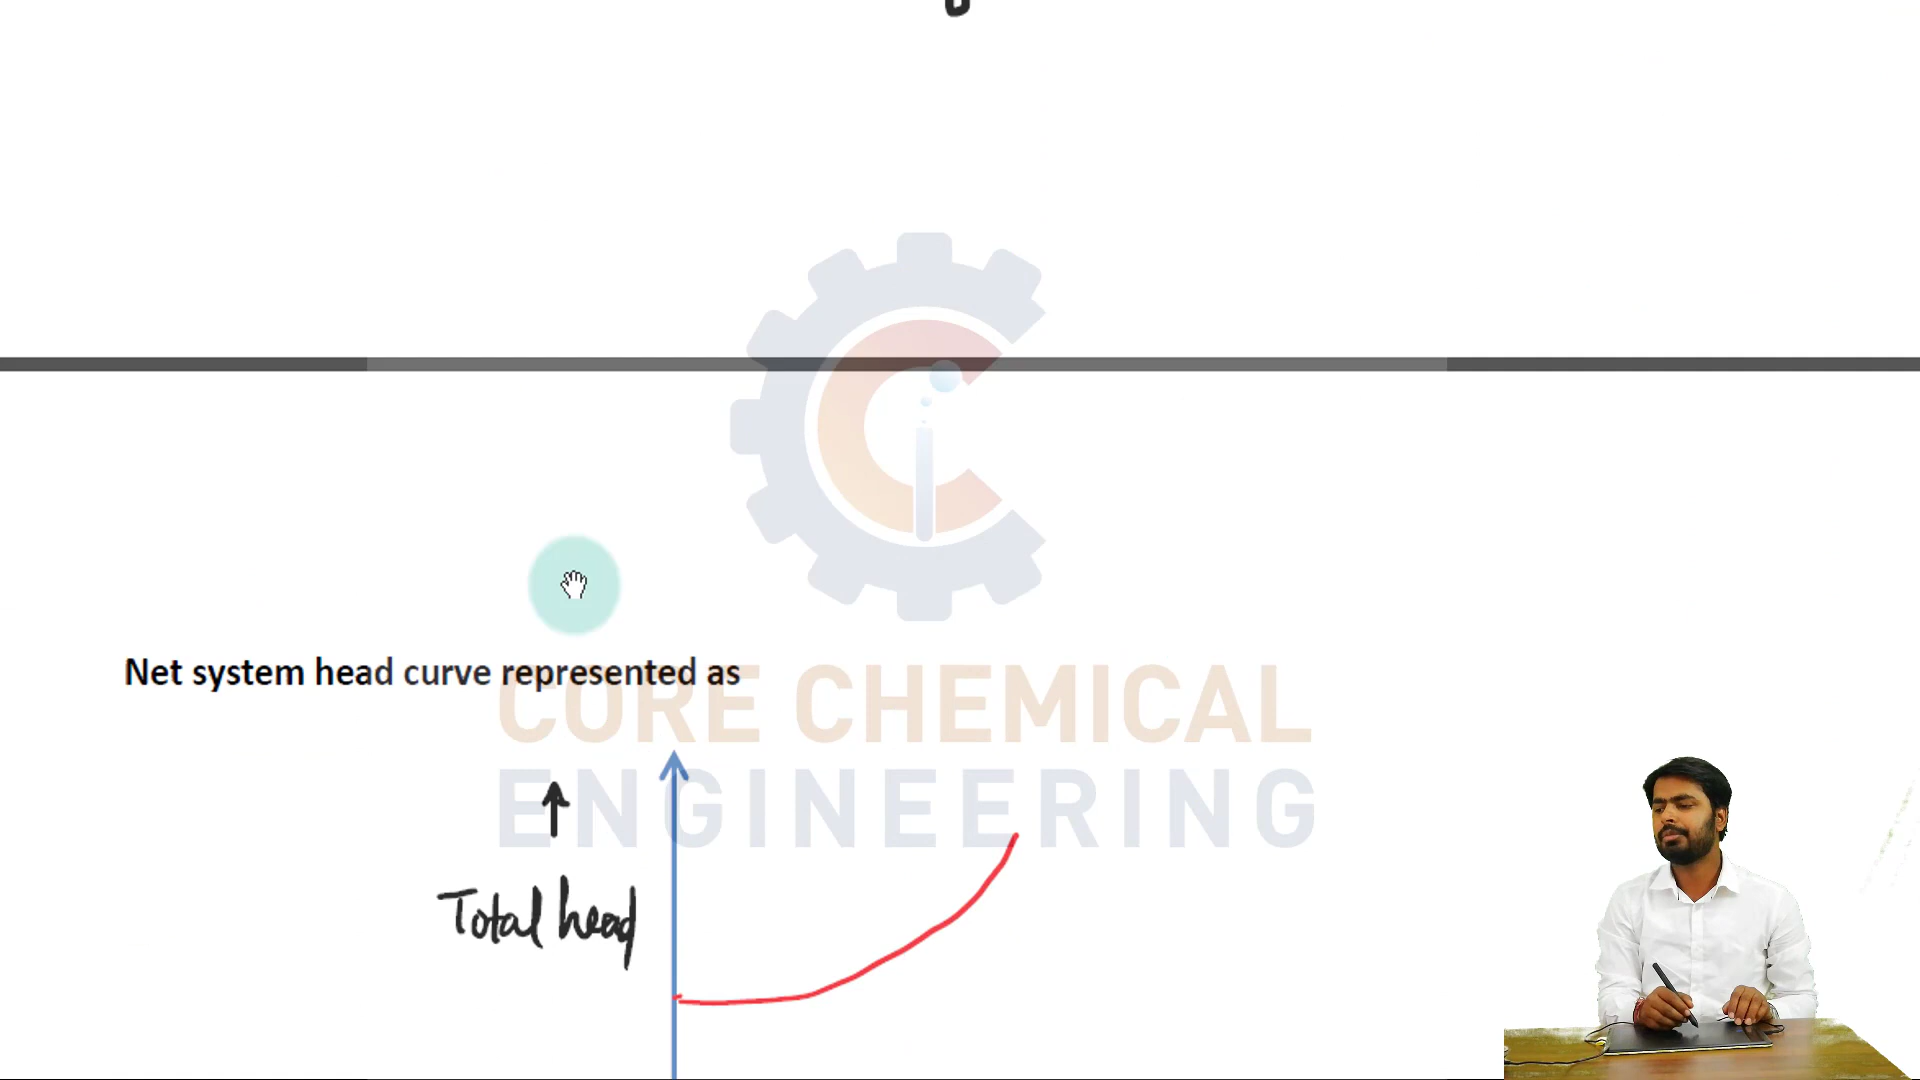 Net system head curve represented as
CORE CHEMICAL
ENGINEERING
Total head